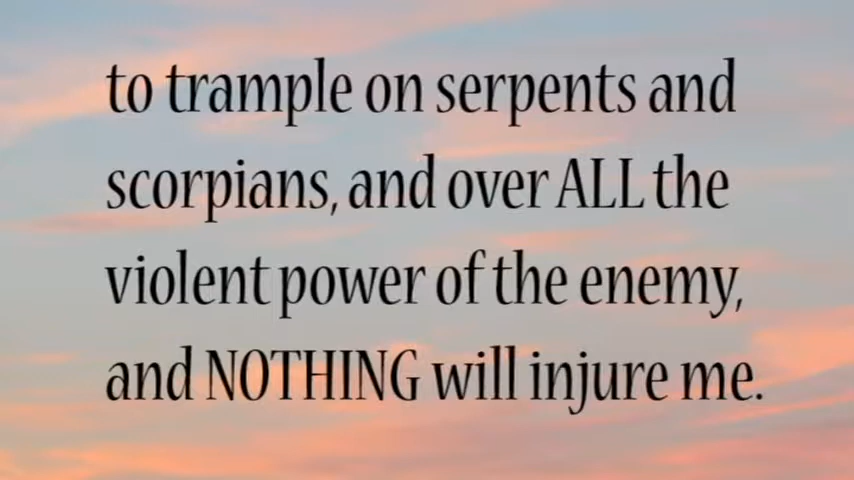 to trample on serpents and
scorpians, and over ALL the
violent power of the enemy,
and NOTHING will injure me.